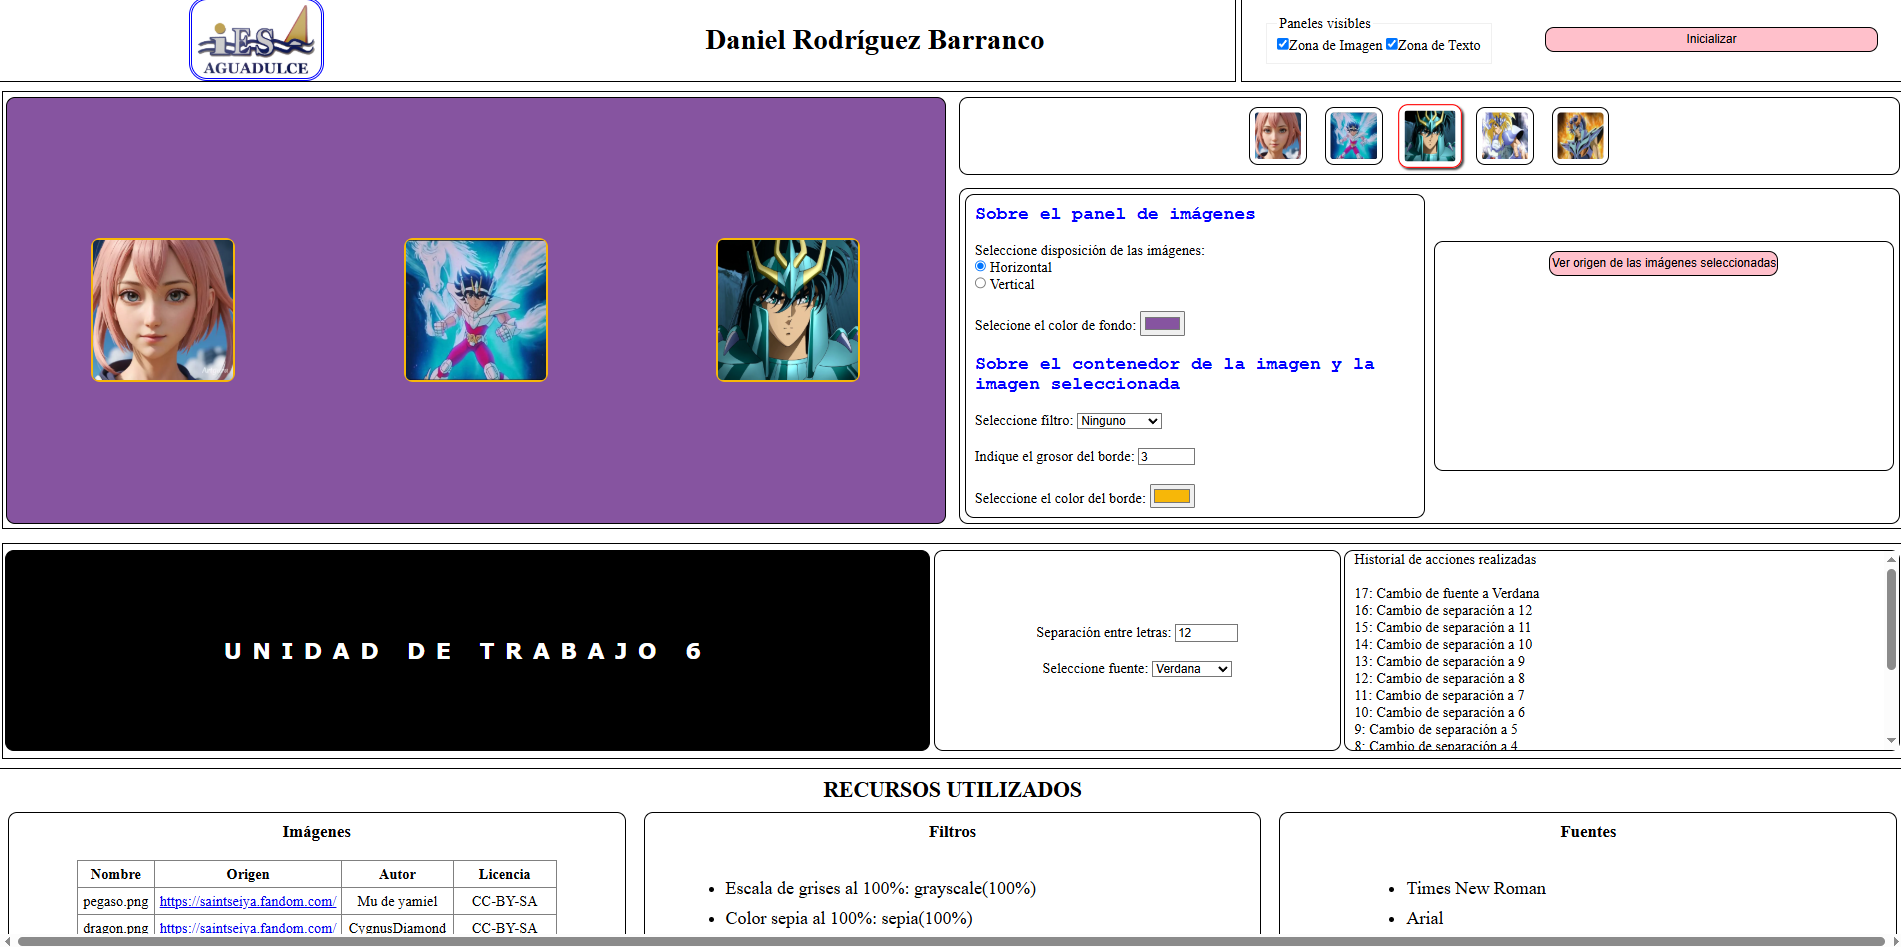 iES
AGUADULCE
Daniel Rodríguez Barranco
Paneles visibles
Zona de Imagen Zona de Texto
Inicializar
Sobre el panel de imágenes
Seleccione disposición de las imágenes:
Horizontal
Vertical
Selecione el color de fondo:
Sobre el contenedor de la imagen y la
imagen seleccionada
Seleccione filtro: Ninguno
Indique el grosor del borde: 3
Seleccione el color del borde:
Ver origen de las imágenes seleccionadas
UNIDAD DE TRABAJO 6
Separación entre letras: 12
Seleccione fuente: Verdana
Historial de acciones realizadas
17: Cambio de fuente a Verdana
16: Cambio de separación a 12
15: Cambio de separación a 11
14: Cambio de separación a 10
13: Cambio de separación a 9
12: Cambio de separación a 8
11: Cambio de separación a 7
10: Cambio de separación a 6
9: Cambio de separación a 5
8: Cambio de separación a 4
RECURSOS UTILIZADOS
Imágenes
Nombre Origen Autor Licencia
pegaso.png https://saintseiya.fandom.com/ Mu de yamiel CC-BY-SA
dragon.png https://saintseiya.fandom.com/ CygnusDiamond CC-BY-SA
Filtros
Escala de grises al 100%: grayscale(100%)
Color sepia al 100%: sepia(100%)
Fuentes
Times New Roman
Arial